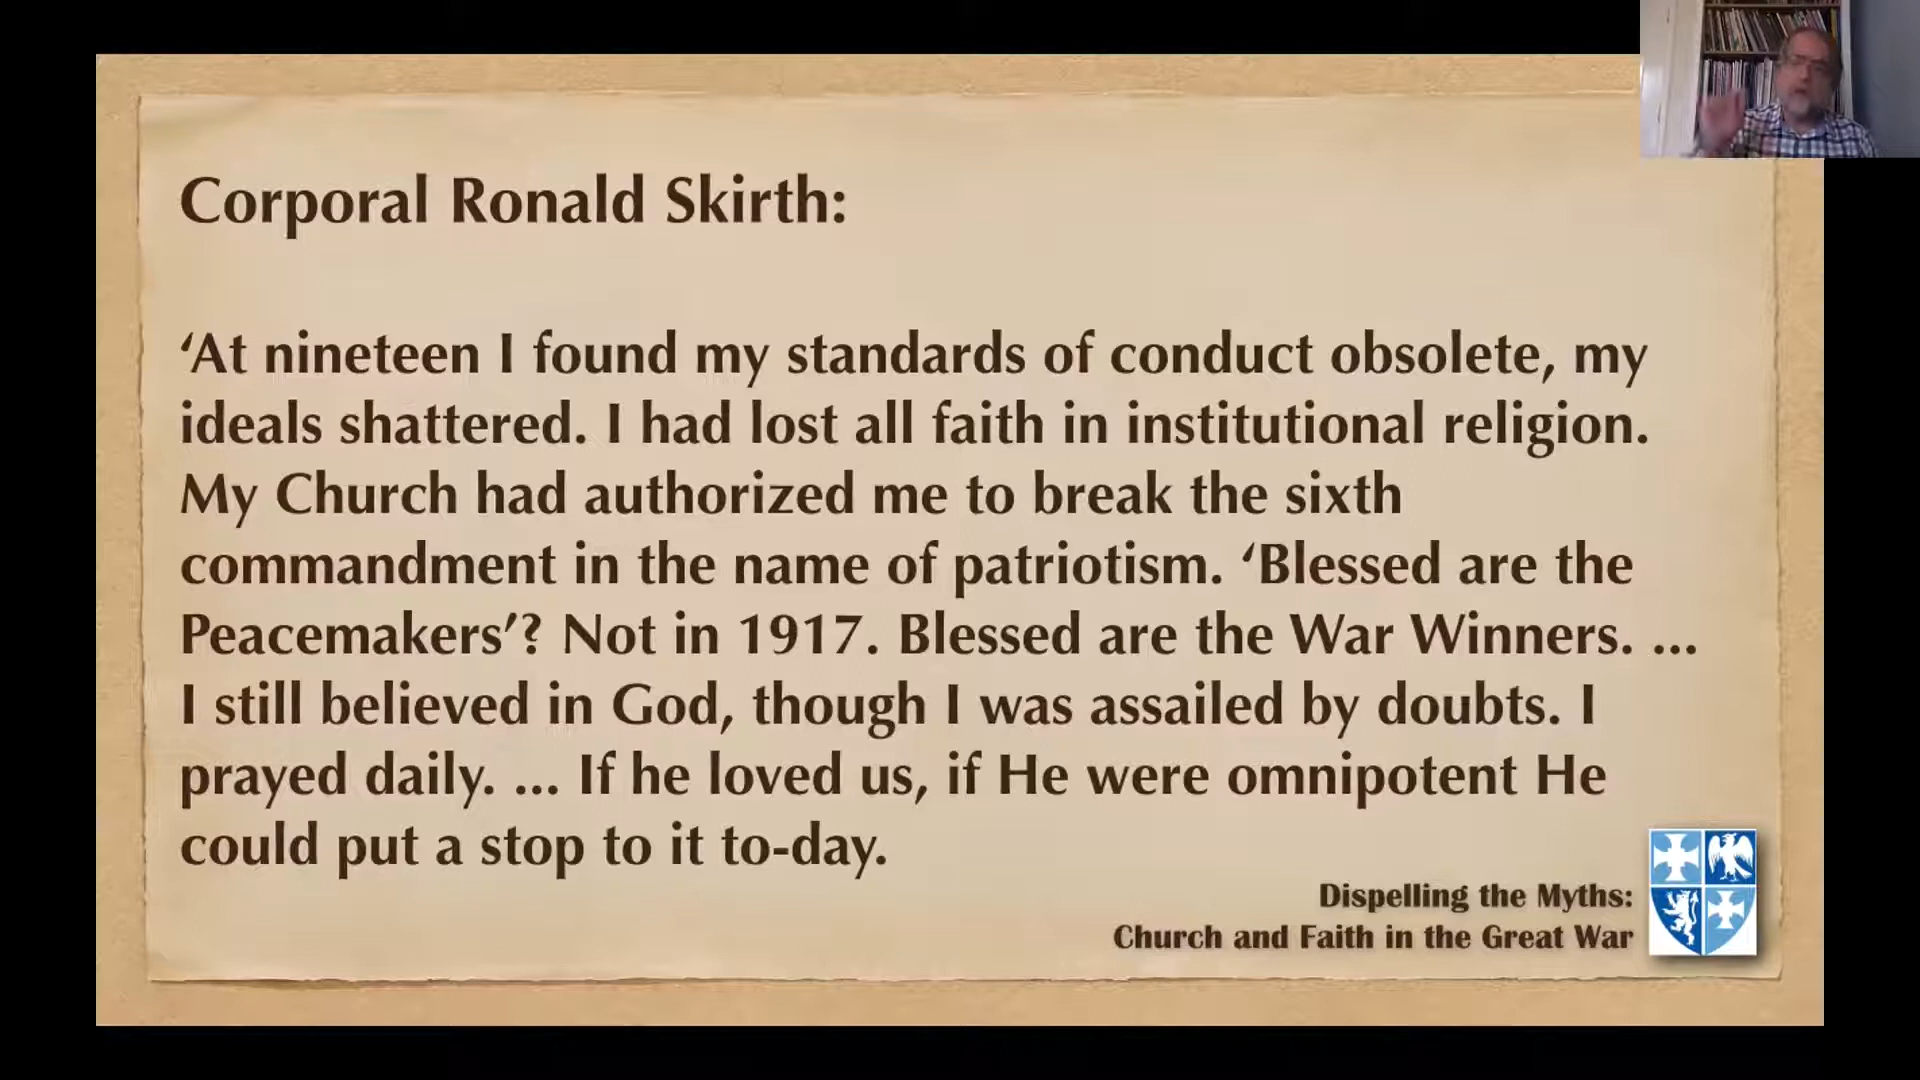 Corporal Ronald Skirth:
‘At nineteen I found my standards of conduct obsolete, my
ideals shattered. I had lost all faith in institutional religion.
My Church had authorized me to break the sixth
commandment in the name of patriotism. ‘Blessed are the
Peacemakers’? Not in 1917. Blessed are the War Winners. ...
I still believed in God, though I was assailed by doubts. I
prayed daily. ... If he loved us, if He were omnipotent He
could put a stop to it to-day.
Dispelling the Myths:
Church and Faith in the Great War